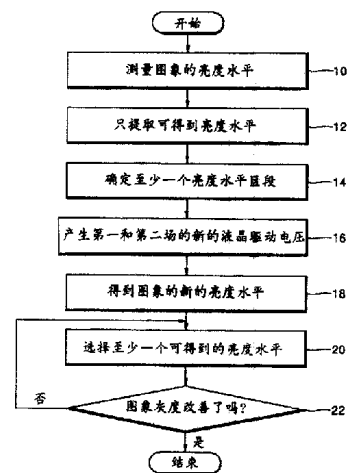 开始
测量图象的亮度水平
10
只提取可得到亮度水平
12
确定至少一个亮度水平区段
14
产生第一和第二场的新的液晶驱动电压
16
得到图象的新的亮度水平
18
选择至少一个可得到的亮度水平
20
否
图象灰度改善了吗?
22
是
结束